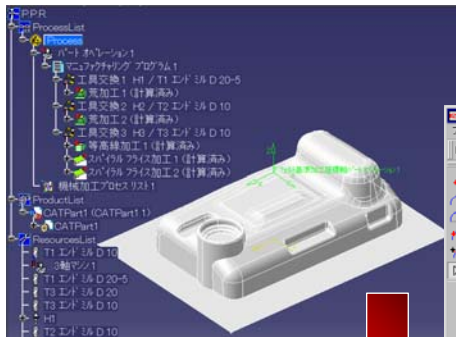 P.P.R.
ProcessList
Process
パート オペレーション.1
マニュファクチャリング プログラム.1
工具交換.1 H1 / T1 エンド ミル D 20-5
荒加工.1 (計算済み)
工具交換.2 H2 / T2 エンド ミル D 10
荒加工.2 (計算済み)
工具交換.3 H3 / T3 エンド ミル D 10
等高線加工.1 (計算済み)
スパイラル フライス加工.1 (計算済み)
スパイラル フライス加工.2 (計算済み)
機械加工プロセス リスト.1
ProductList
CATPart1 (CATPart1.1)
CATPart1
ResourcesList
T1 エンド ミル D 10
3軸マシン.1
T1 エンド ミル D 20-5
T3 エンド ミル D 20
T3 エンド ミル D 10
H1
T2 エンド ミル D 10